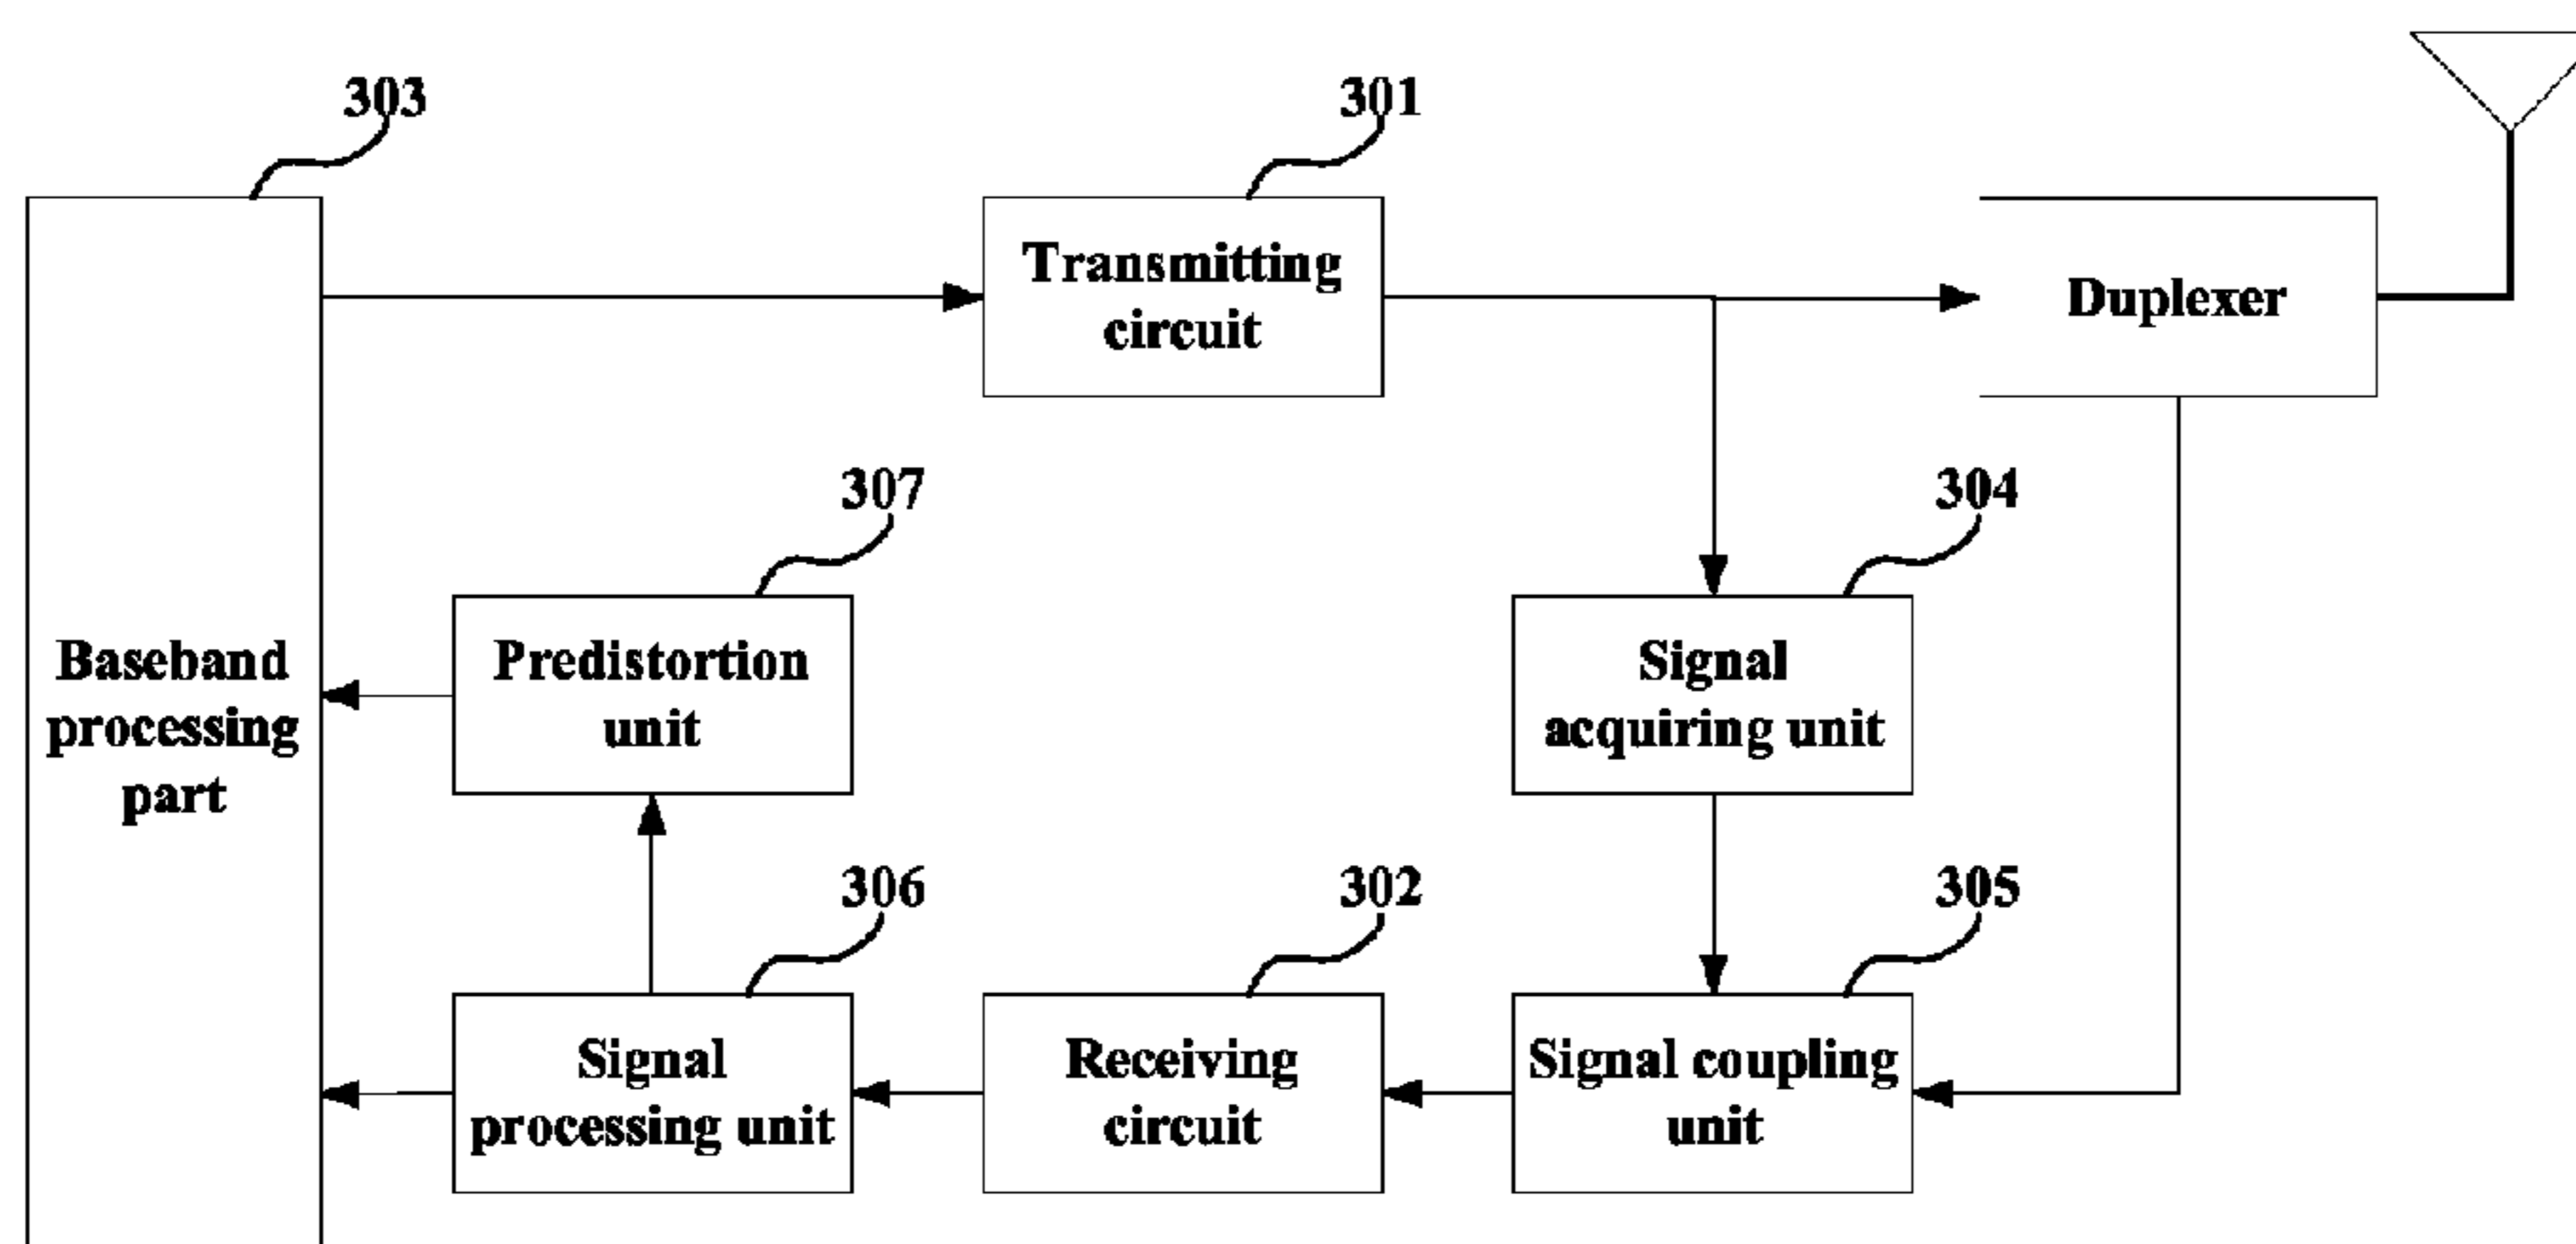 303
301
Transmitting
circuit
Duplexer
307
304
Baseband
processing
part
Predistortion
unit
Signal
acquiring unit
306
302
305
Signal
processing unit
Receiving
circuit
Signal coupling
unit